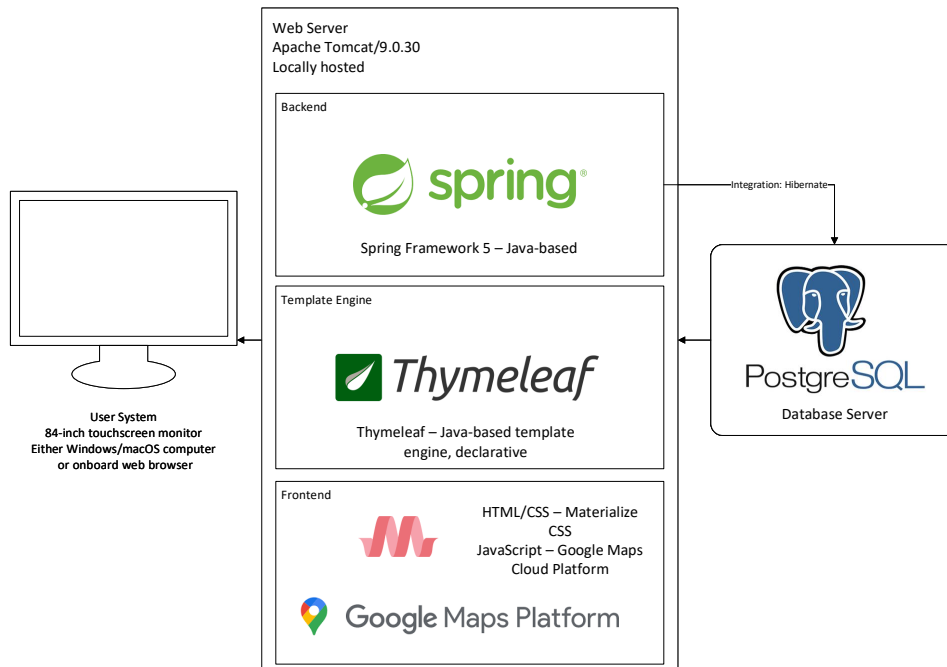 Web Server
Apache Tomcat/9.0.30
Locally hosted
Backend
spring®
Spring Framework 5 – Java-based
Integration: Hibernate
Template Engine
Thymeleaf
Thymeleaf – Java-based template
engine, declarative
PostgreSQL
Database Server
User System
84-inch touchscreen monitor
Either Windows/macOS computer
or onboard web browser
Frontend
HTML/CSS – Materialize
CSS
JavaScript – Google Maps
Cloud Platform
Google Maps Platform